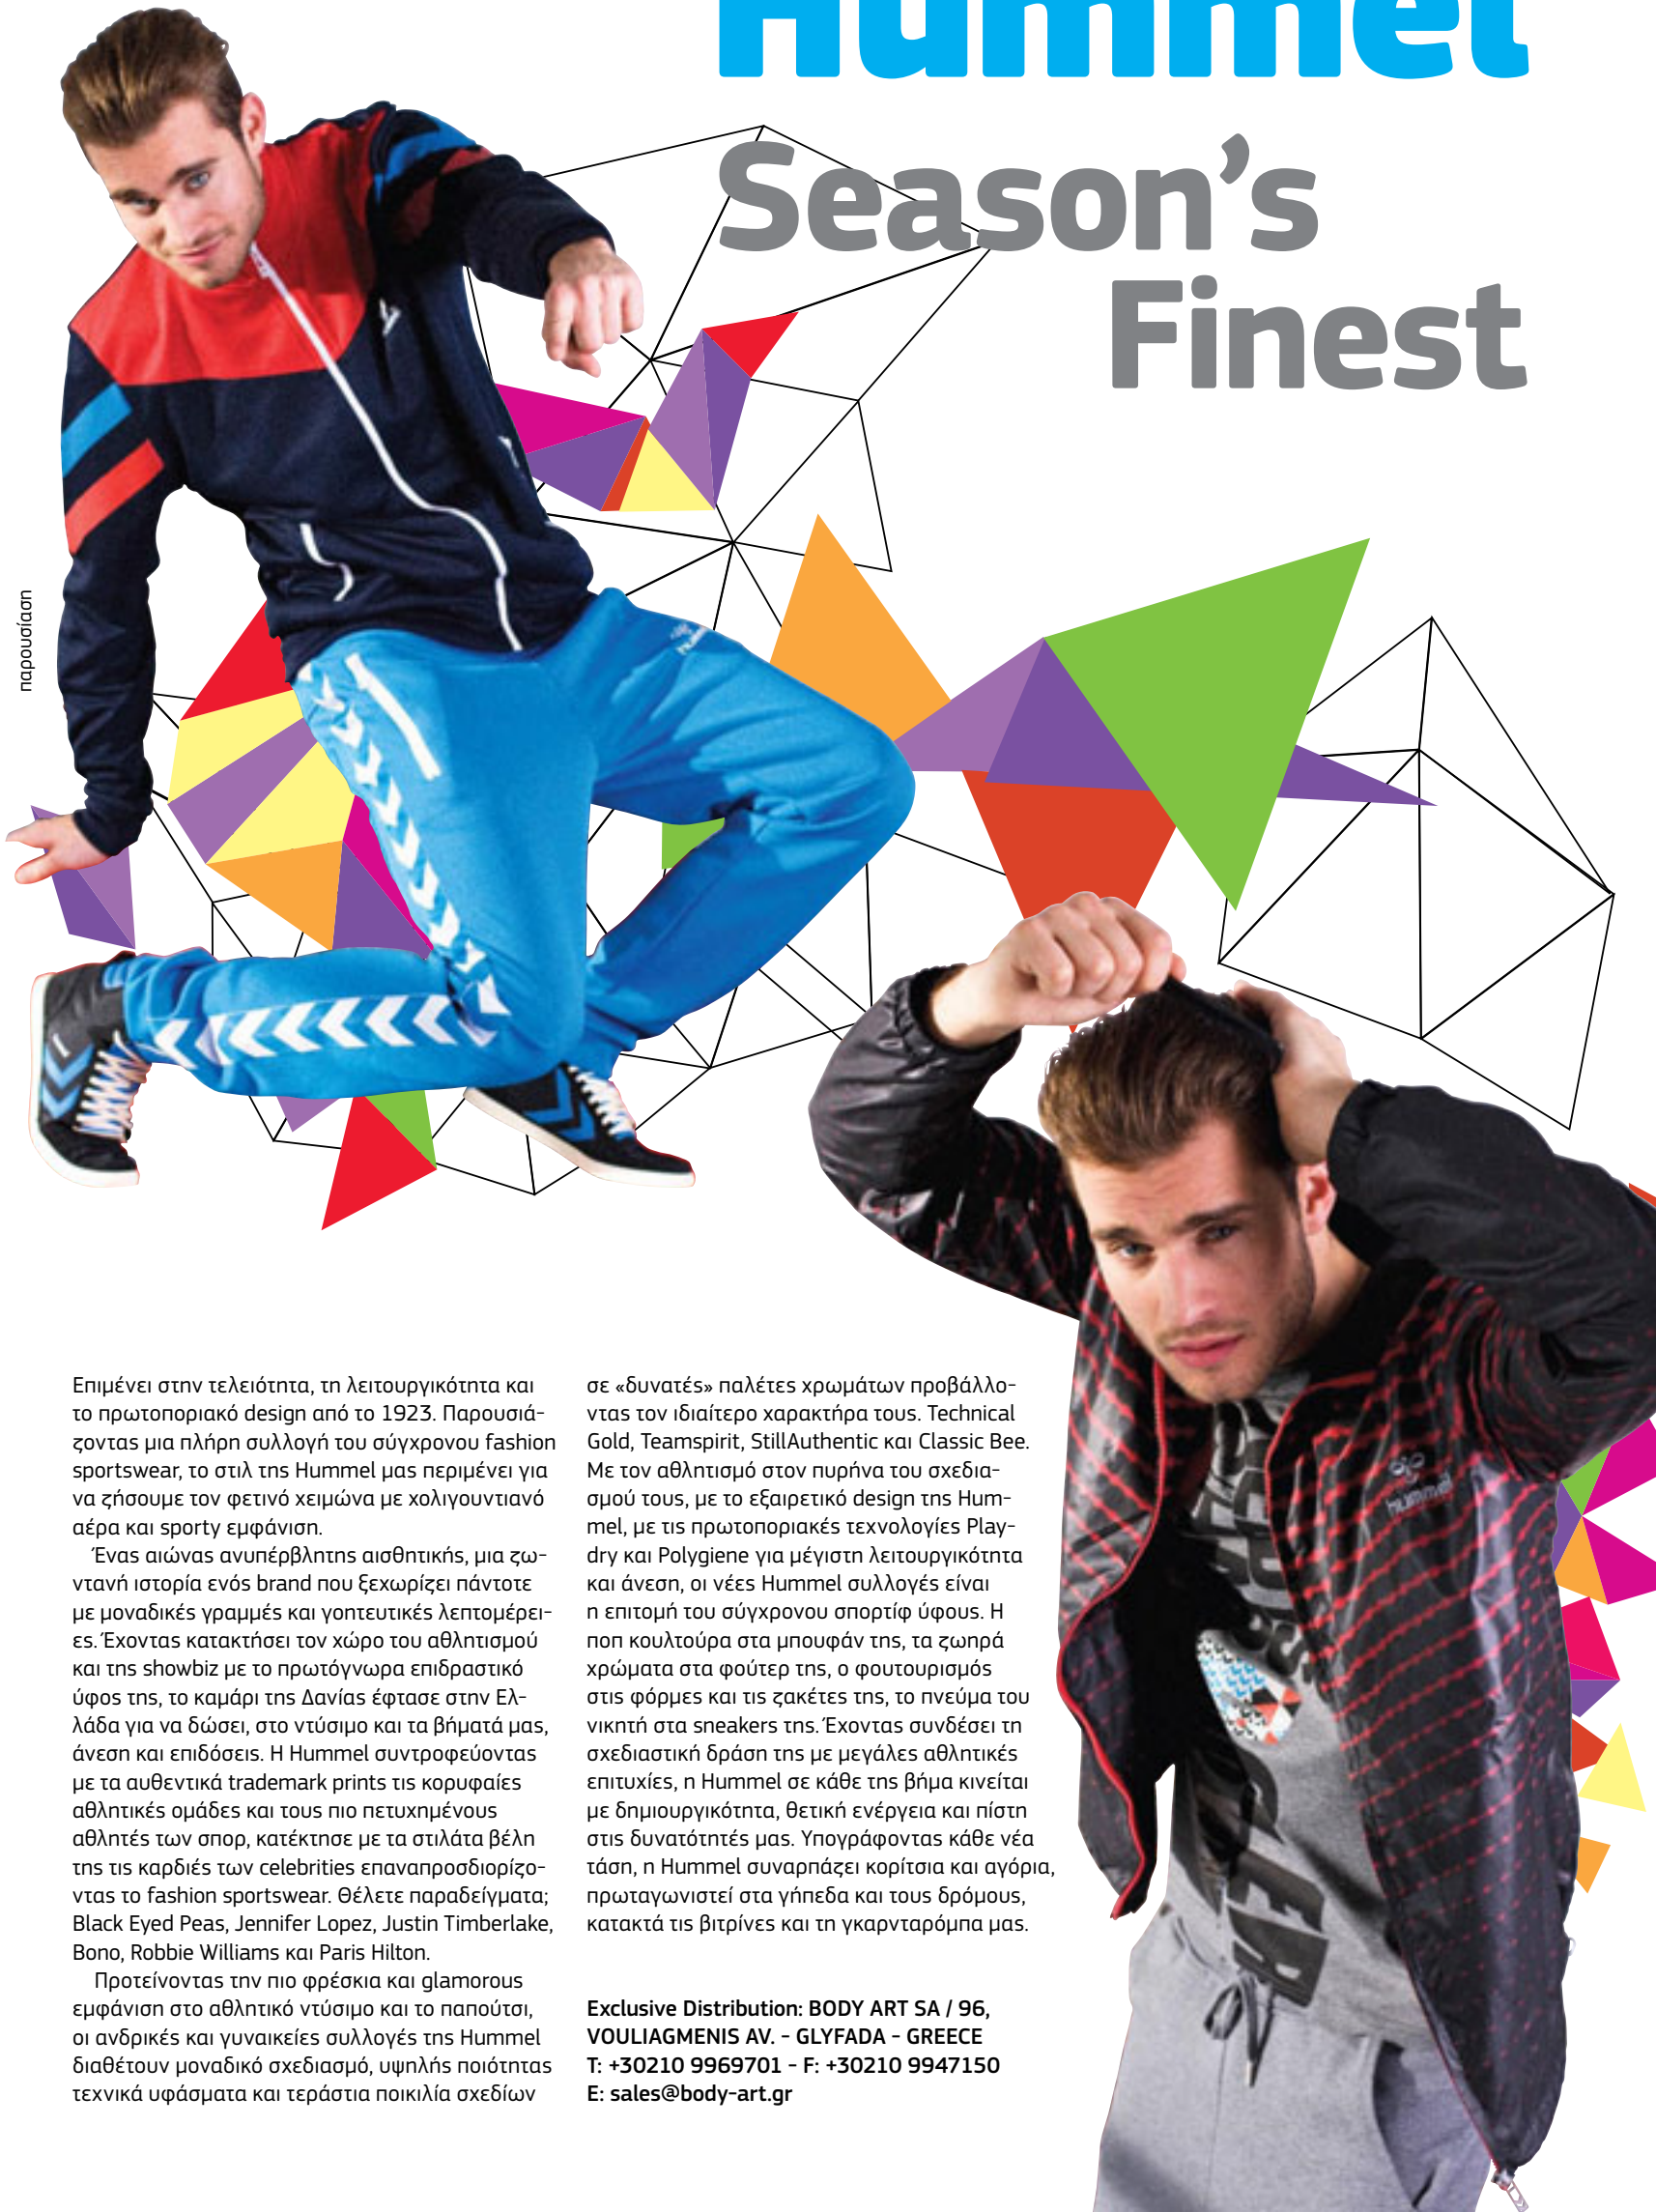 Hummel
Season's
Finest
παρουσίαση
hummel
hummel
Επιμένει στην τελειότητα, τη λειτουργικότητα και
το πρωτοποριακό design από το 1923. Παρουσιά-
ζοντας μια πλήρη συλλογή του σύγχρονου fashion
sportswear, το στιλ της Hummel μας περιμένει για
να ζήσουμε τον φετινό χειμώνα με χολιγουντιανό
αέρα και sporty εμφάνιση.
Ένας αιώνας ανυπέρβλητης αισθητικής, μια ζω-
ντανή ιστορία ενός brand που ξεχωρίζει πάντοτε
με μοναδικές γραμμές και γοητευτικές λεπτομέρει-
ες. Έχοντας κατακτήσει τον χώρο του αθλητισμού
και της showbiz με το πρωτόγνωρα επιδραστικό
ύφος της, το καμάρι της Δανίας έφτασε στην Ελ-
λάδα για να δώσει, στο ντύσιμο και τα βήματά μας,
άνεση και επιδόσεις. Η Hummel συντροφεύοντας
με τα αυθεντικά trademark prints τις κορυφαίες
αθλητικές ομάδες και τους πιο πετυχημένους
αθλητές των σπορ, κατέκτησε με τα στιλάτα βέλη
της τις καρδιές των celebrities επαναπροσδιορίζο-
ντας το fashion sportswear. Θέλετε παραδείγματα;
Black Eyed Peas, Jennifer Lopez, Justin Timberlake,
Bono, Robbie Williams και Paris Hilton.
Προτείνοντας την πιο φρέσκια και glamorous
εμφάνιση στο αθλητικό ντύσιμο και το παπούτσι,
οι ανδρικές και γυναικείες συλλογές της Hummel
διαθέτουν μοναδικό σχεδιασμό, υψηλής ποιότητας
τεχνικά υφάσματα και τεράστια ποικιλία σχεδίων
σε «δυνατές» παλέτες χρωμάτων προβάλλο-
ντας τον ιδιαίτερο χαρακτήρα τους. Technical
Gold, Teamspirit, StillAuthentic και Classic Bee.
Με τον αθλητισμό στον πυρήνα του σχεδια-
σμού τους, με το εξαιρετικό design της Hum-
mel, με τις πρωτοποριακές τεχνολογίες Play-
dry και Polygiene για μέγιστη λειτουργικότητα
και άνεση, οι νέες Hummel συλλογές είναι
η επιτομή του σύγχρονου σπορτίφ ύφους. Η
ποπ κουλτούρα στα μπουφάν της, τα ζωηρά
χρώματα στα φούτερ της, ο φουτουρισμός
στις φόρμες και τις ζακέτες της, το πνεύμα του
νικητή στα sneakers της. Έχοντας συνδέσει τη
σχεδιαστική δράση της με μεγάλες αθλητικές
επιτυχίες, η Hummel σε κάθε της βήμα κινείται
με δημιουργικότητα, θετική ενέργεια και πίστη
στις δυνατότητές μας. Υπογράφοντας κάθε νέα
τάση, η Hummel συναρπάζει κορίτσια και αγόρια,
πρωταγωνιστεί στα γήπεδα και τους δρόμους,
κατακτά τις βιτρίνες και τη γκαρνταρόμπα μας.
Exclusive Distribution: BODY ART SA / 96,
VOULIAGMENIS AV. - GLYFADA - GREECE
T: +30210 9969701 - F: +30210 9947150
E: sales@body-art.gr